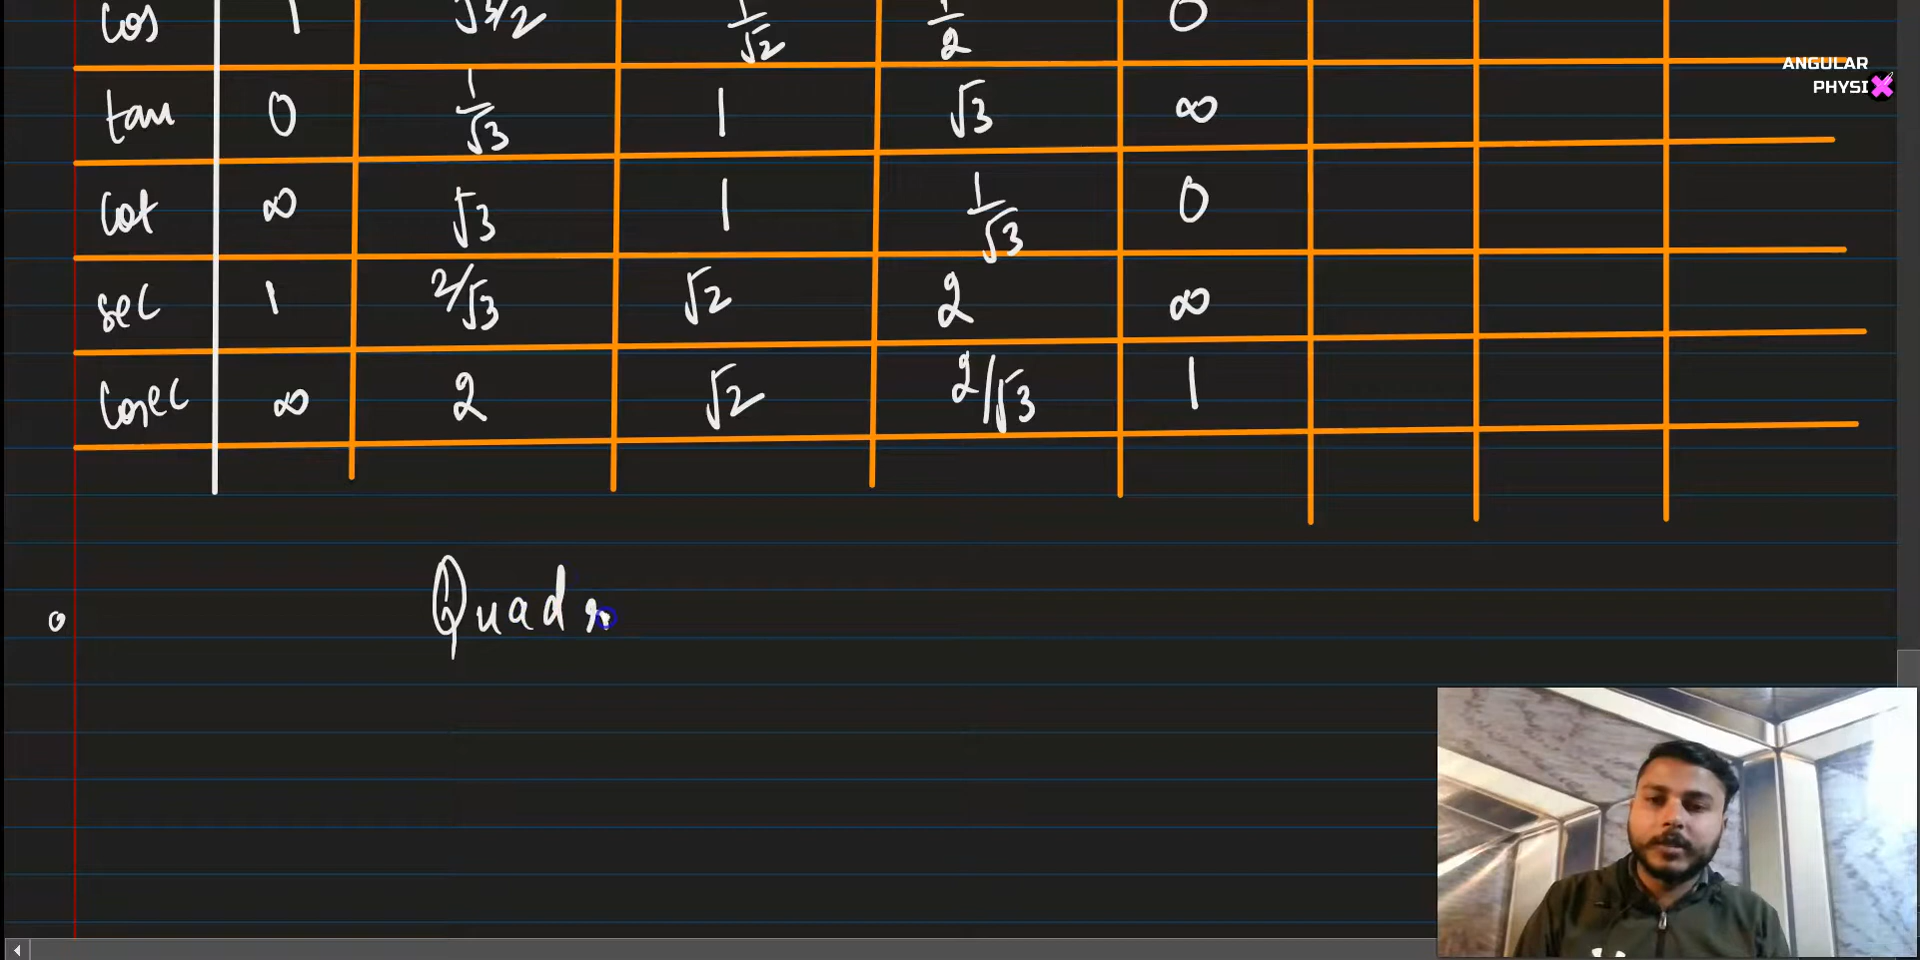 cos 1 √3/2 1/√2 1/2 0
ANGULAR
PHYSI
tan 0 1/√3 1 √3 ∞
cot ∞ √3 1 1/√3 0
sec 1 2/√3 √2 2 ∞
cosec ∞ 2 √2 2/√3 1
Quadr